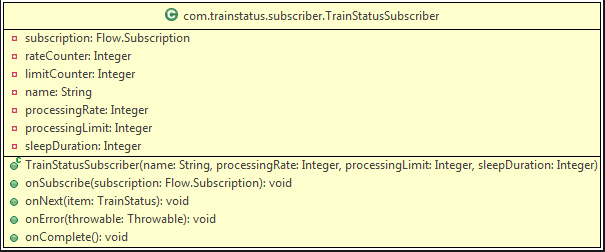 C com.trainstatus.subscriber.TrainStatusSubscriber
subscription: Flow.Subscription
rateCounter: Integer
limitCounter: Integer
name: String
processingRate: Integer
processingLimit: Integer
sleepDuration: Integer
c TrainStatusSubscriber(name: String, processingRate: Integer, processingLimit: Integer, sleepDuration: Integer)
onSubscribe(subscription: Flow.Subscription): void
onNext(item: TrainStatus): void
onError(throwable: Throwable): void
onComplete(): void